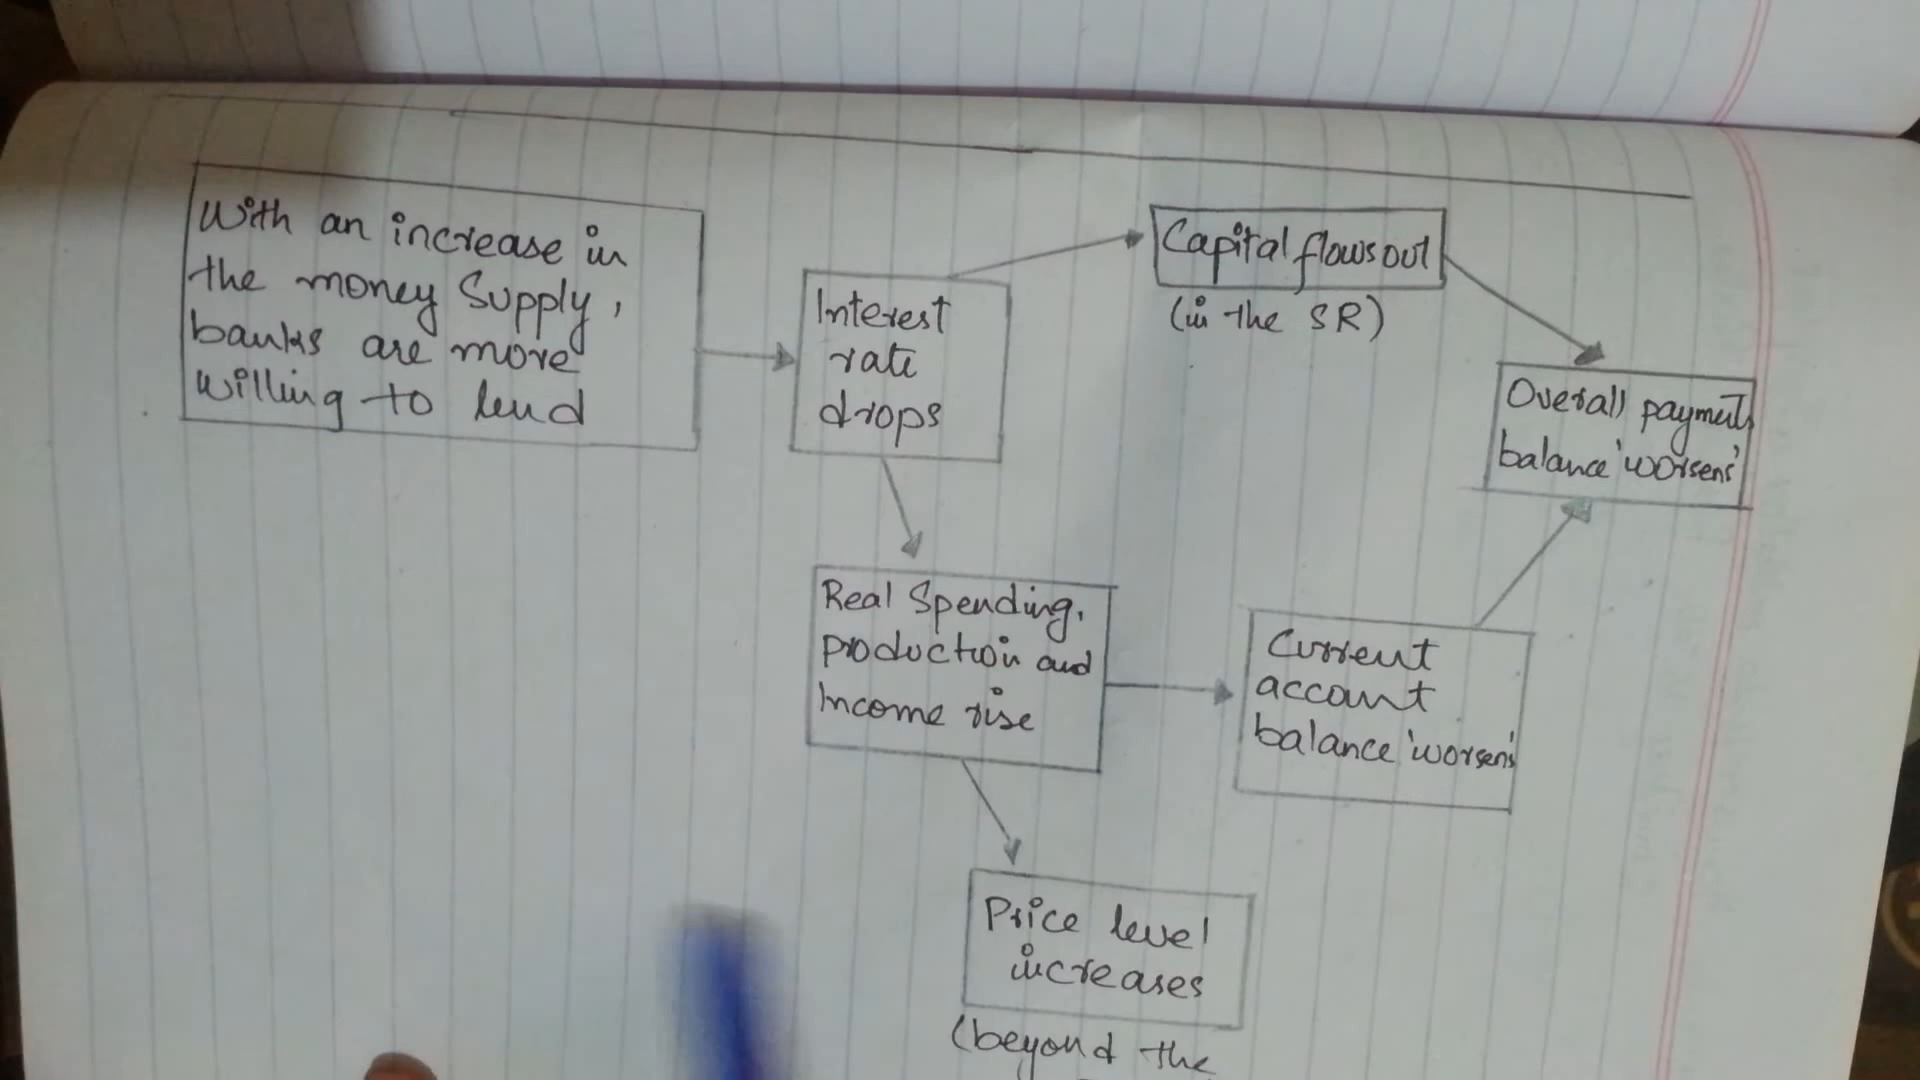 With an increase in
the money Supply,
banks are more
willing to lend
Interest
rate
drops
Capital flows out
(in the SR)
Overall payments
balance 'worsens'
Real Spending,
production and
Income rise
Current
account
balance 'worsens'
Price level
increases
(beyond the